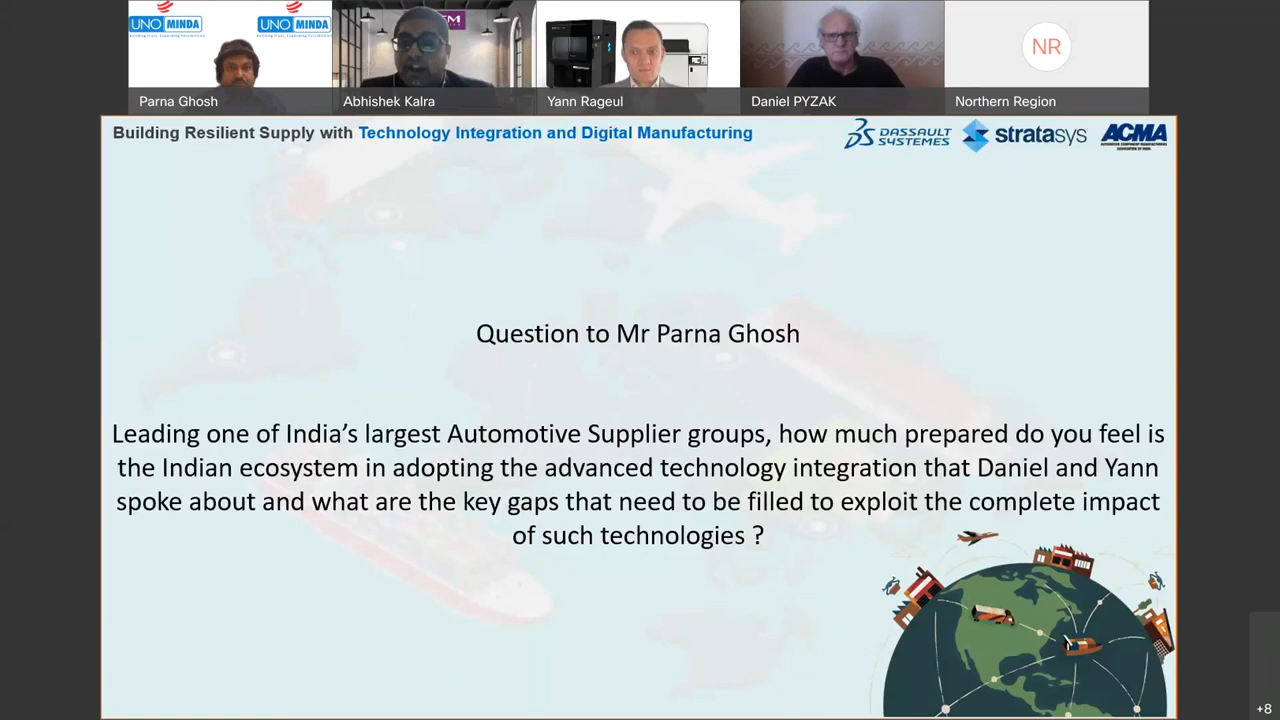 UNO MINDA
UNO MINDA
Parna Ghosh
Abhishek Kalra
Yann Rageul
Daniel PYZAK
NR
Northern Region
Building Resilient Supply with Technology Integration and Digital Manufacturing
DASSAULT
SYSTEMES
stratasys
ACMA
Question to Mr Parna Ghosh
Leading one of India’s largest Automotive Supplier groups, how much prepared do you feel is
the Indian ecosystem in adopting the advanced technology integration that Daniel and Yann
spoke about and what are the key gaps that need to be filled to exploit the complete impact
of such technologies ?
+8